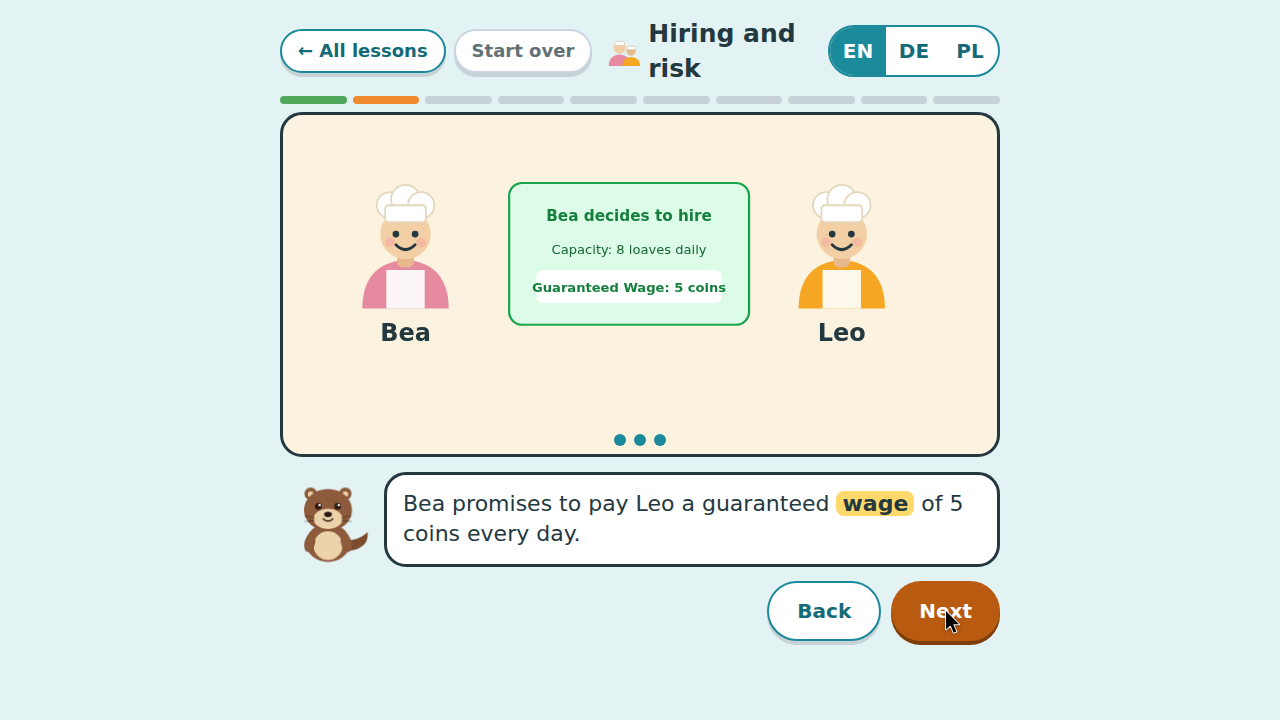 ← All lessons
Start over
Hiring and
risk
EN
DE
PL
Bea decides to hire
Capacity: 8 loaves daily
Guaranteed Wage: 5 coins
Bea
Leo
Bea promises to pay Leo a guaranteed wage of 5
coins every day.
Back
Next